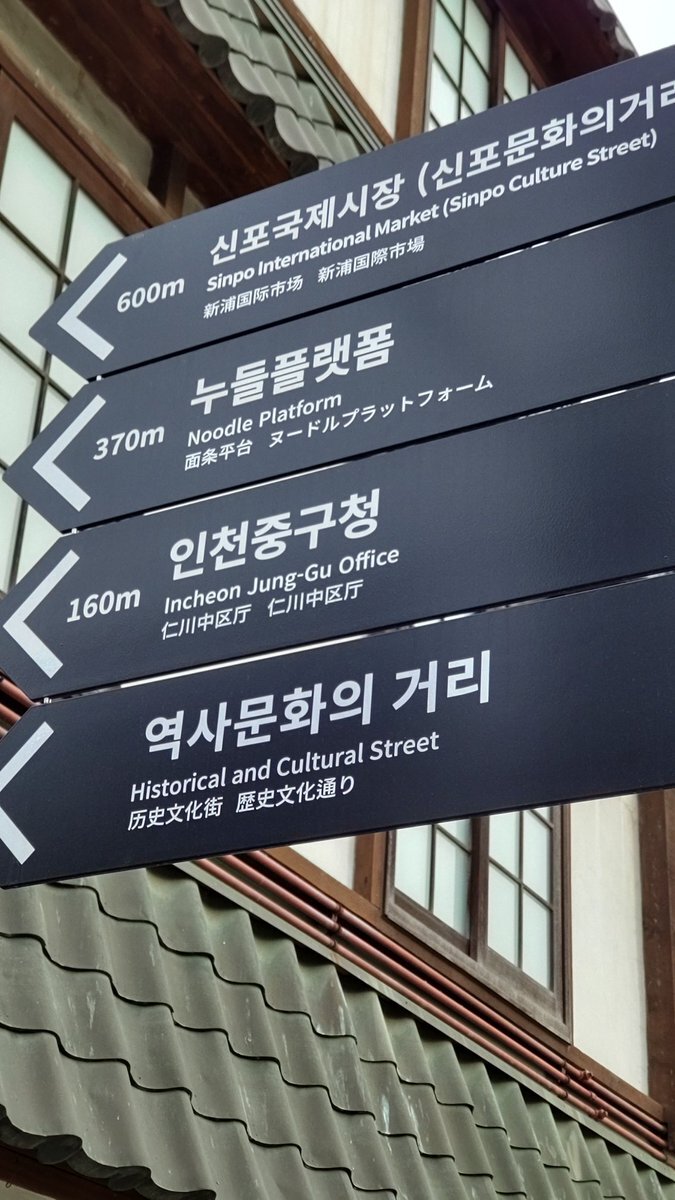 신포국제시장 (신포문화의거리
600m
Sinpo International Market (Sinpo Culture Street)
新浦国际市场 新浦国際市場
누들플랫폼
370m
Noodle Platform
面条平台 ヌードルプラットフォーム
인천중구청
160m
Incheon Jung-Gu Office
仁川中区厅 仁川中区庁
역사문화의 거리
Historical and Cultural Street
历史文化街 歴史文化通り